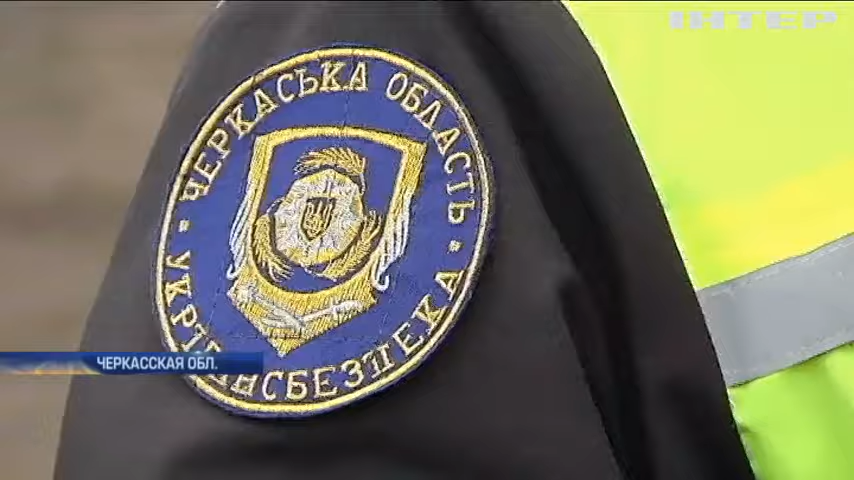 ІНТЕР
ЧЕРКАСЬКА ОБЛАСТЬ
УКРТРАНСБЕЗПЕКА
ЧЕРКАССКАЯ ОБЛ.